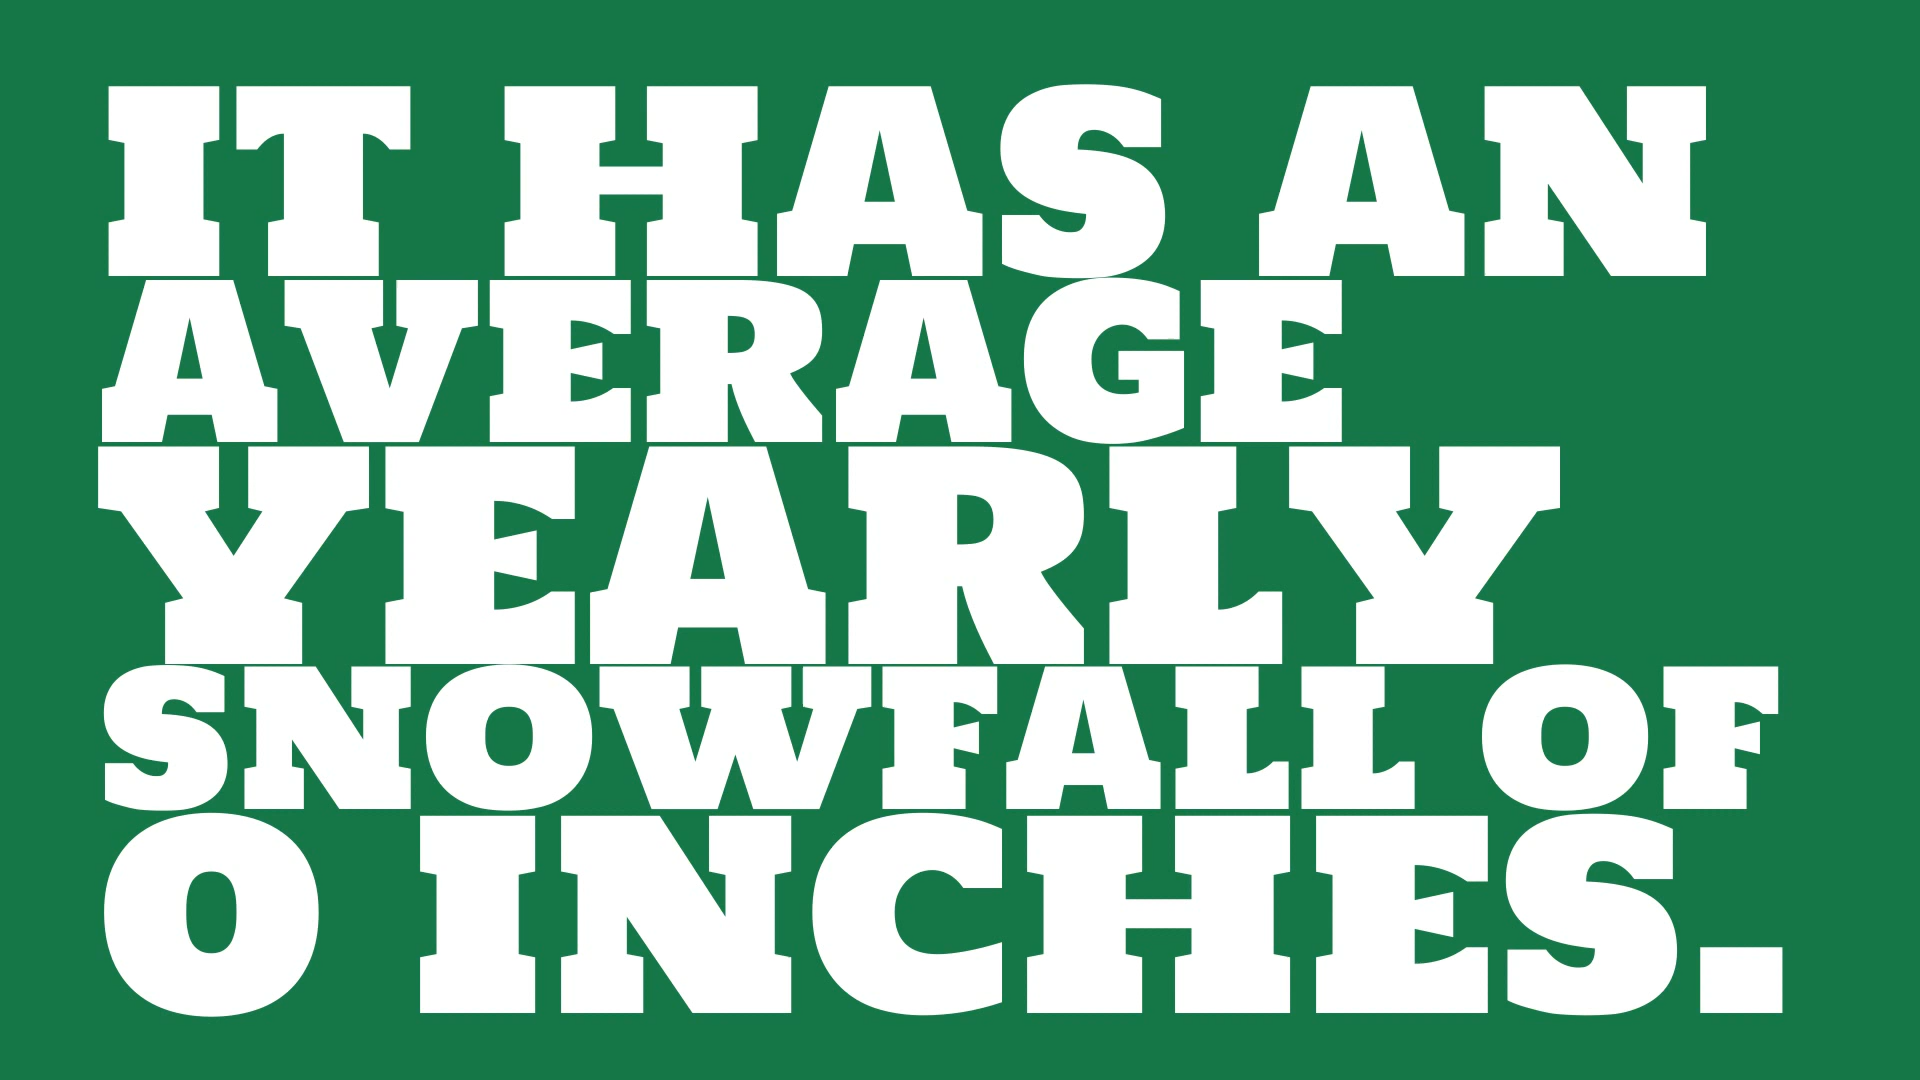 IT HAS AN
AVERAGE
YEARLY
SNOWFALL OF
0 INCHES.